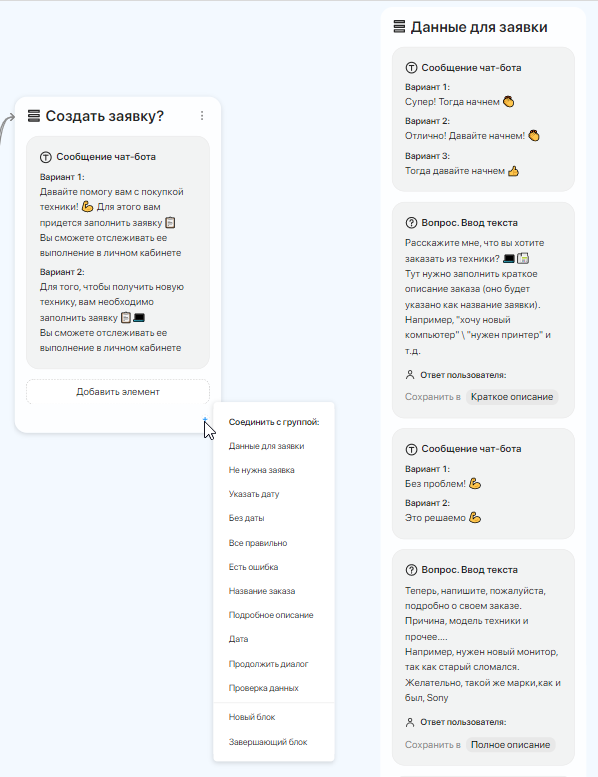 Создать заявку?
Сообщение чат-бота
Вариант 1:
Давайте помогу вам с покупкой
техники! 💪 Для этого вам
придется заполнить заявку 📋
Вы сможете отслеживать ее
выполнение в личном кабинете
Вариант 2:
Для того, чтобы получить новую
технику, вам необходимо
заполнить заявку 📋💻
Вы сможете отслеживать ее
выполнение в личном кабинете
Добавить элемент
+
Соединить с группой:
Данные для заявки
Не нужна заявка
Указать дату
Без даты
Все правильно
Есть ошибка
Название заказа
Подробное описание
Дата
Продолжить диалог
Проверка данных
Новый блок
Завершающий блок
Данные для заявки
Сообщение чат-бота
Вариант 1:
Супер! Тогда начнем 👏
Вариант 2:
Отлично! Давайте начнем! 👏
Вариант 3:
Тогда давайте начнем 👍
Вопрос. Ввод текста
Расскажите мне, что вы хотите
заказать из техники? 💻📠
Тут нужно заполнить краткое
описание заказа (оно будет
указано как название заявки).
Например, "хочу новый
компьютер" \ "нужен принтер" и
т.д.
Ответ пользователя:
Сохранить в Краткое описание
Сообщение чат-бота
Вариант 1:
Без проблем! 💪
Вариант 2:
Это решаемо 💪
Вопрос. Ввод текста
Теперь, напишите, пожалуйста,
подробно о своем заказе.
Причина, модель техники и
прочее....
Например, нужен новый монитор,
так как старый сломался.
Желательно, такой же марки,как и
был, Sony
Ответ пользователя:
Сохранить в Полное описание